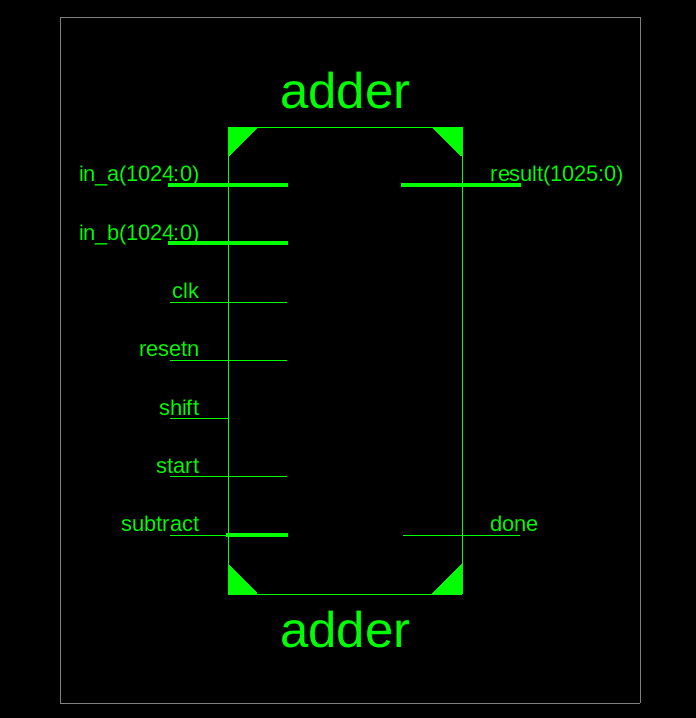 adder
in_a(1024:0)
result(1025:0)
in_b(1024:0)
clk
resetn
shift
start
subtract
done
adder